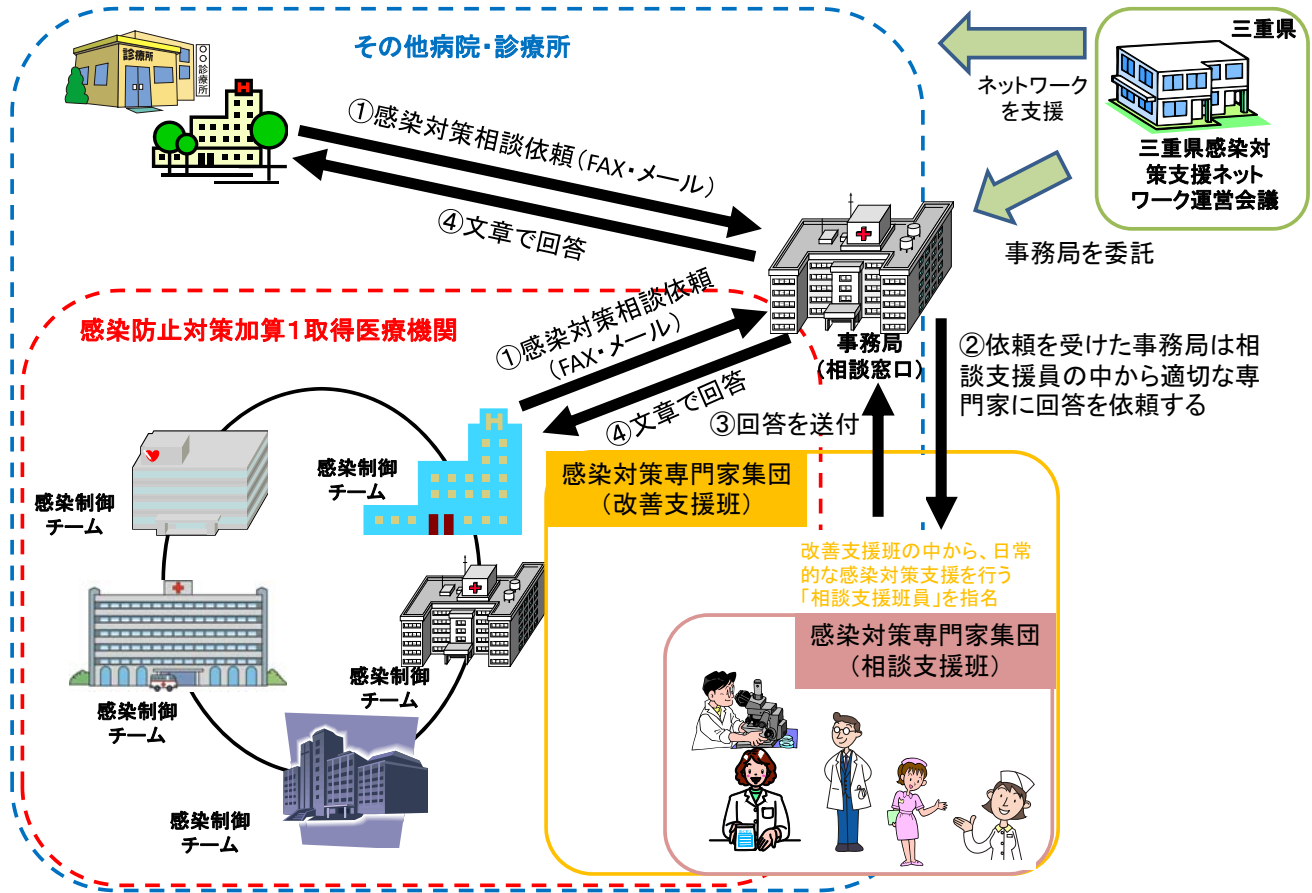 その他病院・診療所
診療所
〇〇診療所
①感染対策相談依頼(FAX・メール)
④文章で回答
三重県
三重県感染対
策支援ネット
ワーク運営会議
ネットワーク
を支援
事務局を委託
事務局
(相談窓口)
感染防止対策加算1取得医療機関
①感染対策相談依頼
(FAX・メール)
④文章で回答
②依頼を受けた事務局は相
談支援員の中から適切な専
門家に回答を依頼する
③回答を送付
感染制御
チーム
感染制御
チーム
感染制御
チーム
感染制御
チーム
感染制御
チーム
感染対策専門家集団
(改善支援班)
改善支援班の中から、日常
的な感染対策支援を行う
「相談支援班員」を指名
感染対策専門家集団
(相談支援班)
H
H